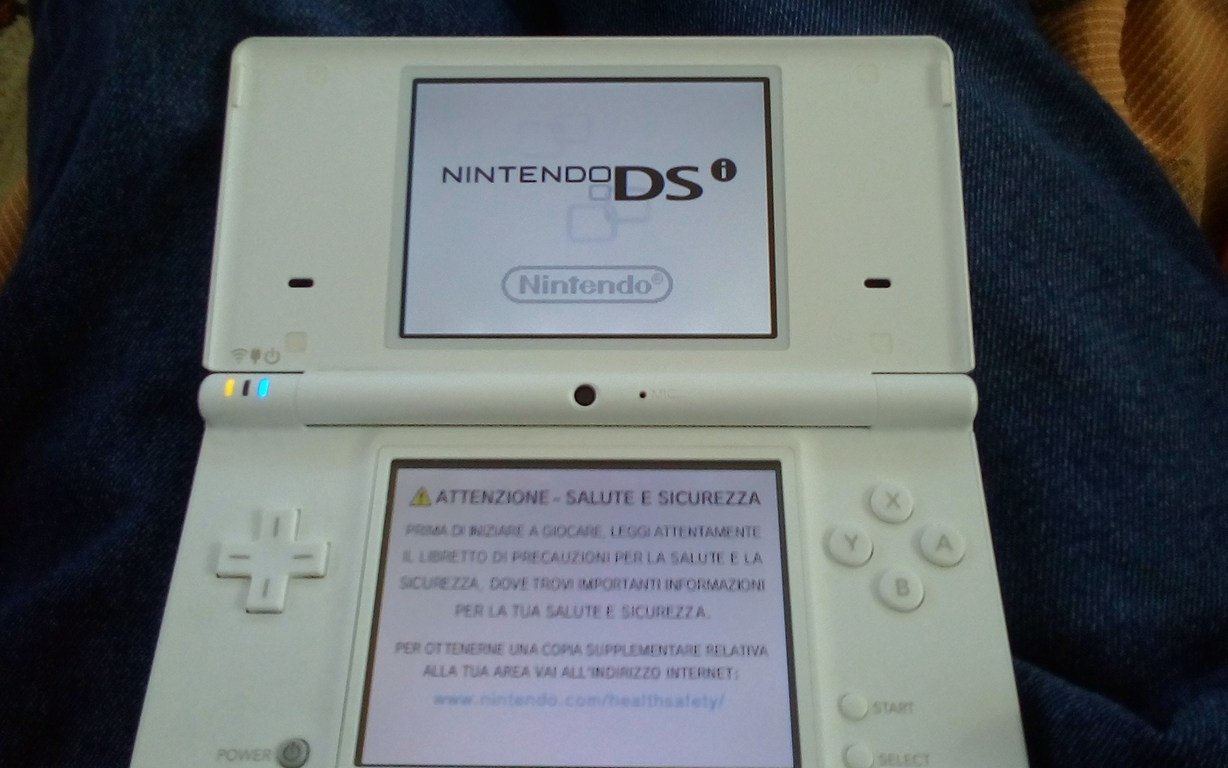 NINTENDO DSi
Nintendo®
⚠ ATTENZIONE - SALUTE E SICUREZZA
PRIMA DI INIZIARE A GIOCARE, LEGGI ATTENTAMENTE
IL LIBRETTO DI PRECAUZIONI PER LA SALUTE E LA
SICUREZZA, DOVE TROVI IMPORTANTI INFORMAZIONI
PER LA TUA SALUTE E SICUREZZA.
PER OTTENERNE UNA COPIA SUPPLEMENTARE RELATIVA
ALLA TUA AREA VAI ALL'INDIRIZZO INTERNET:
www.nintendo.com/healthsafety/
X
Y
A
B
START
SELECT
POWER